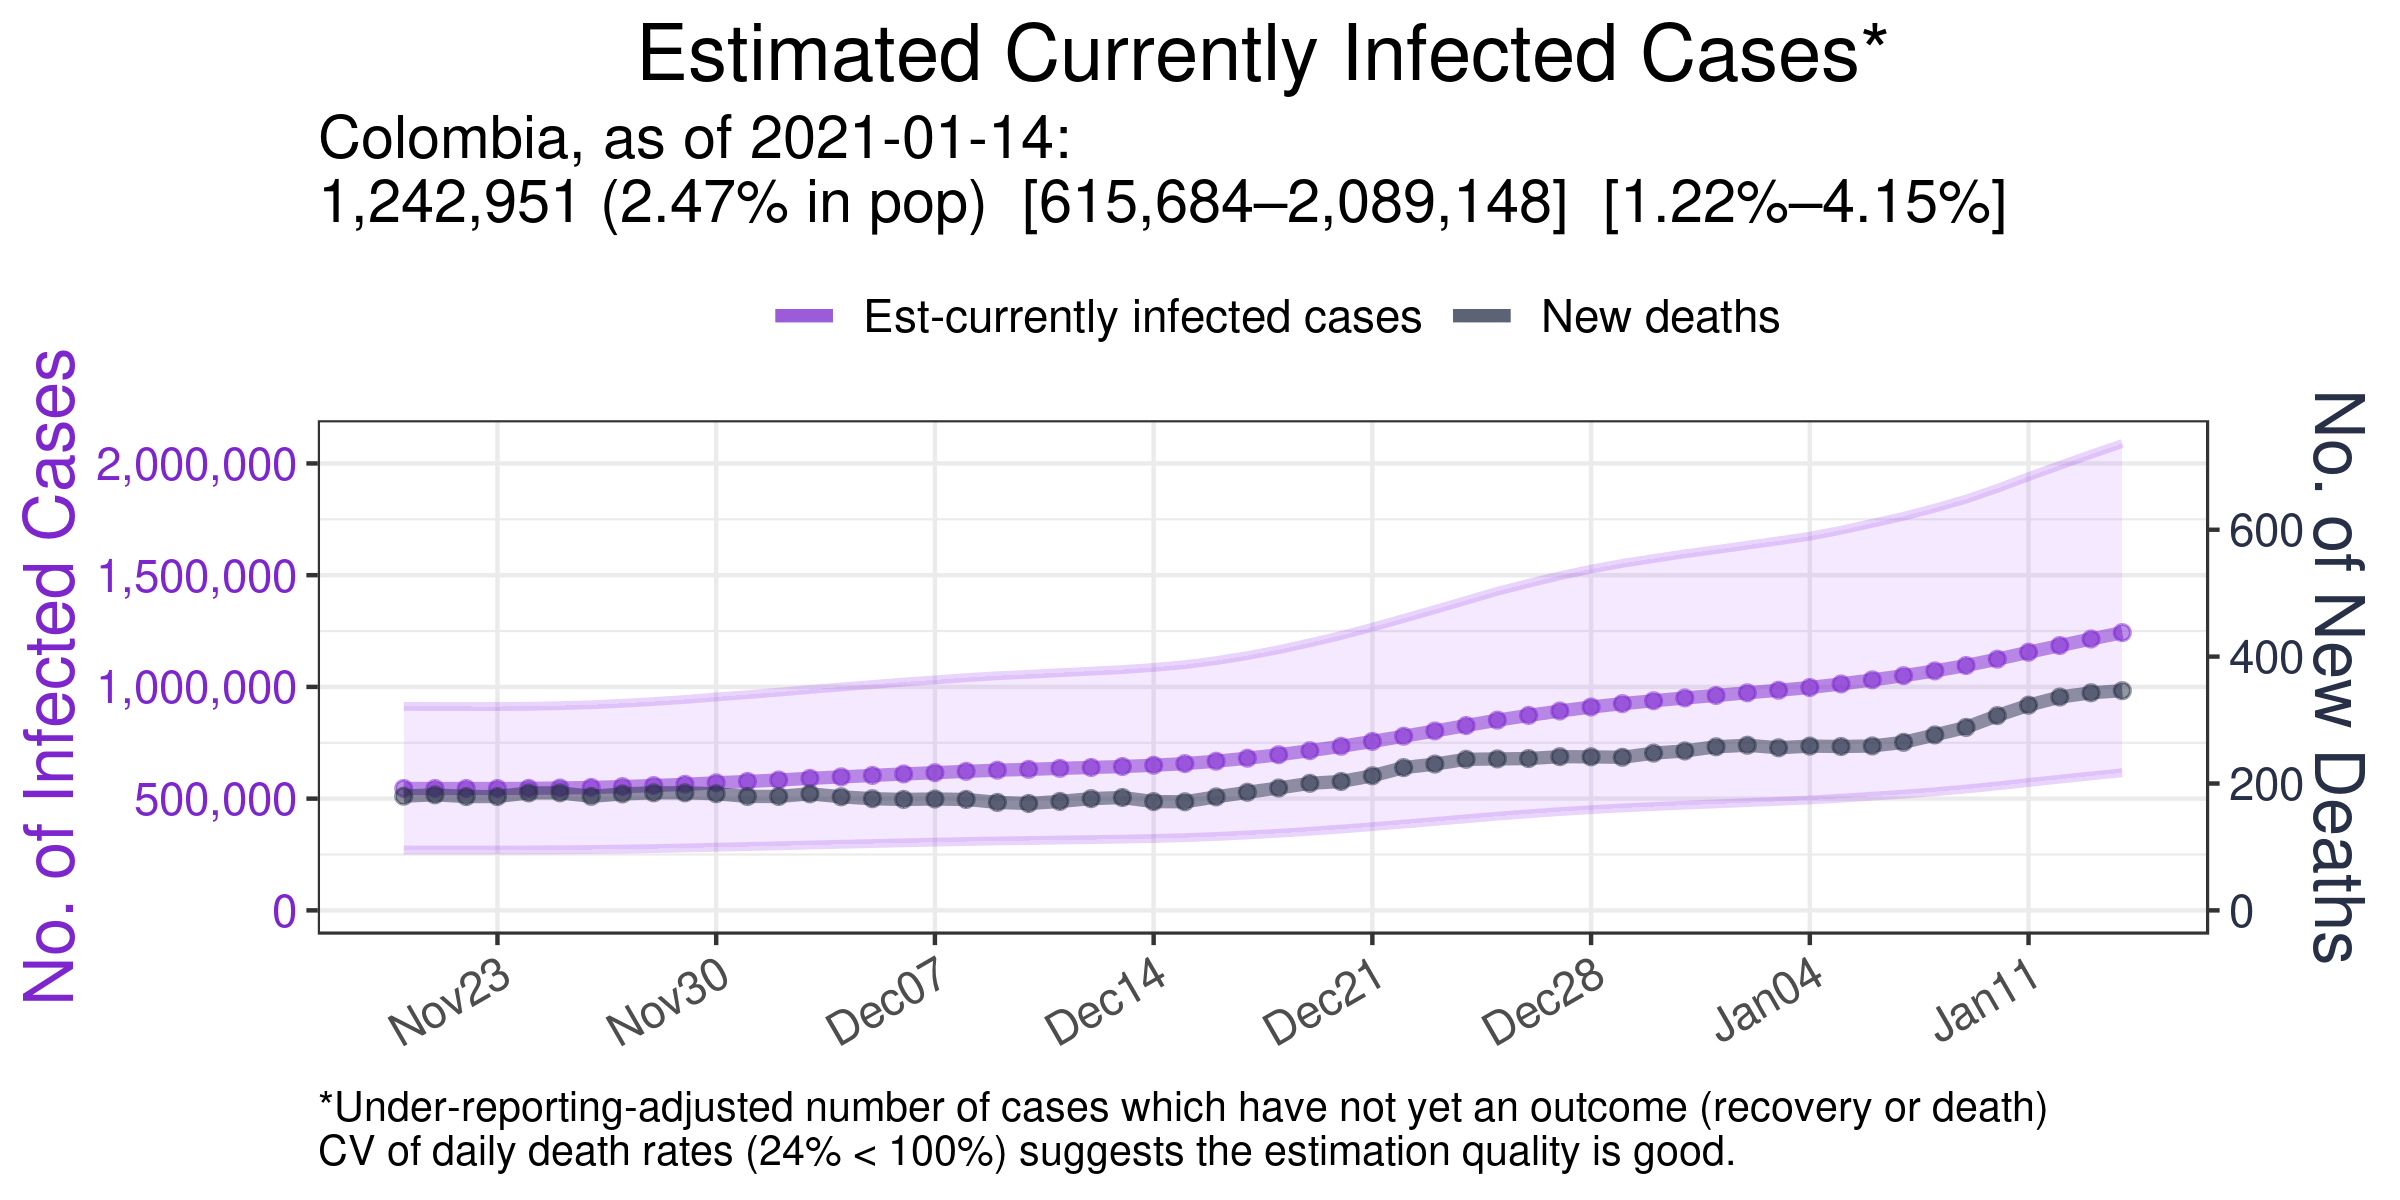 Estimated Currently Infected Cases*
Colombia, as of 2021-01-14:
1,242,951 (2.47% in pop)  [615,684–2,089,148]  [1.22%–4.15%]
Est-currently infected cases
New deaths
No. of Infected Cases
2,000,000
1,500,000
1,000,000
500,000
0
No. of New Deaths
600
400
200
0
Nov23
Nov30
Dec07
Dec14
Dec21
Dec28
Jan04
Jan11
*Under-reporting-adjusted number of cases which have not yet an outcome (recovery or death)
CV of daily death rates (24% < 100%) suggests the estimation quality is good.